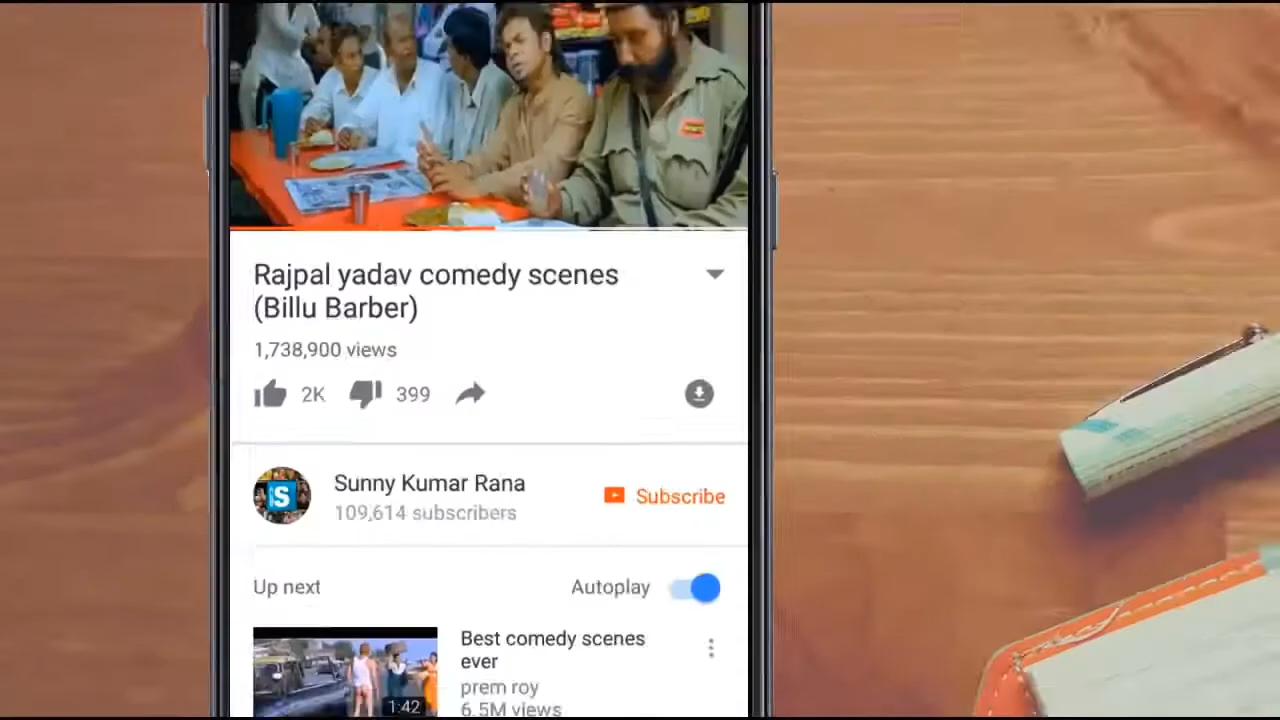 Rajpal yadav comedy scenes
(Billu Barber)
1,738,900 views
2K 399
S
Sunny Kumar Rana
109,614 subscribers
Subscribe
Up next
Autoplay
Best comedy scenes
ever
prem roy
6.5M views
1:42